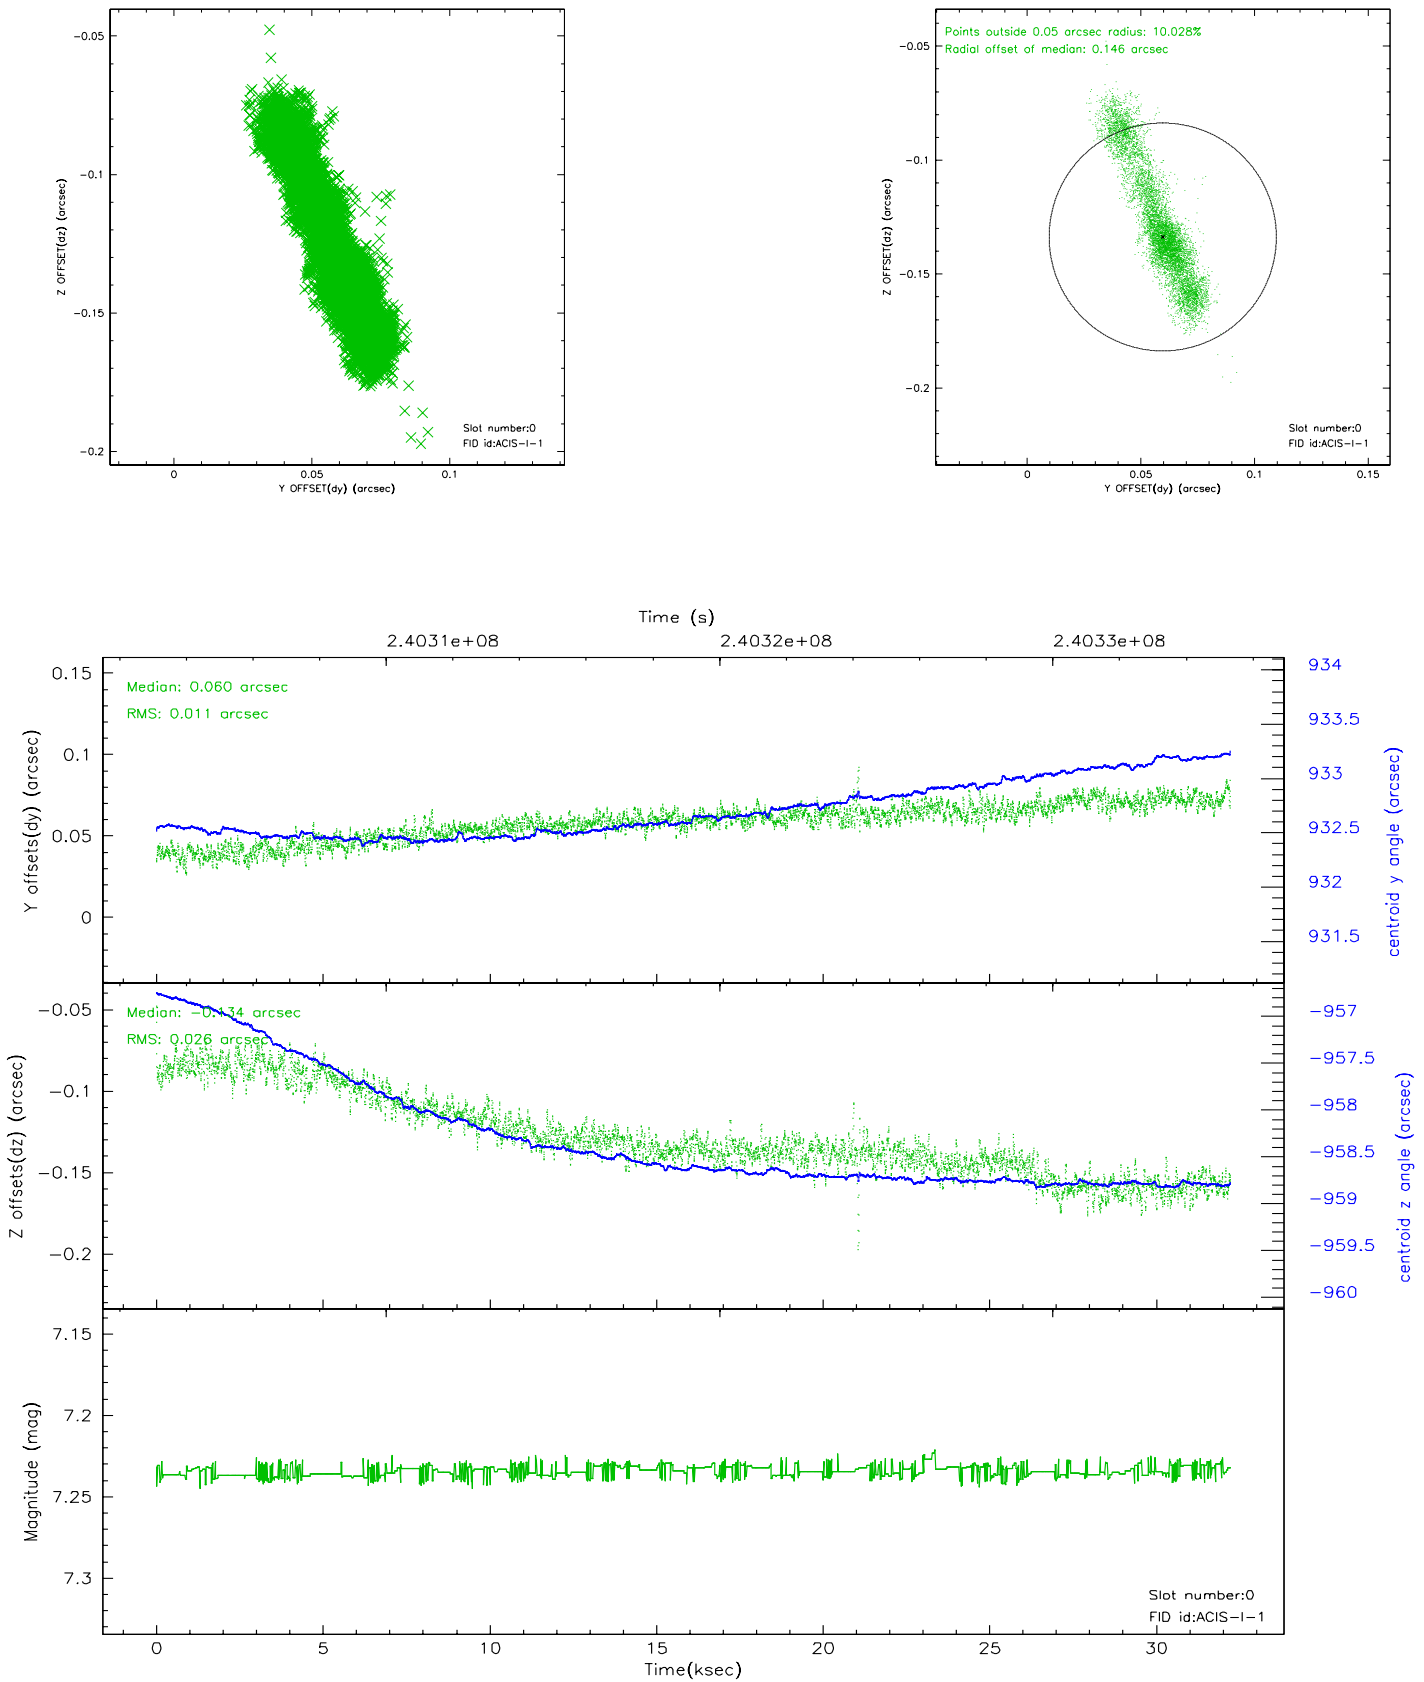 −0.05
−0.1
−0.15
−0.2
Z OFFSET(dz) (arcsec)
0
0.05
0.1
Y OFFSET(dy) (arcsec)
Slot number:0
FID id:ACIS−I−1
Points outside 0.05 arcsec radius: 10.028%
Radial offset of median: 0.146 arcsec
−0.05
−0.1
−0.15
−0.2
Z OFFSET(dz) (arcsec)
0
0.05
0.1
0.15
Y OFFSET(dy) (arcsec)
Slot number:0
FID id:ACIS−I−1
Time (s)
2.4031e+08
2.4032e+08
2.4033e+08
0.15
0.1
0.05
0
Y offsets(dy) (arcsec)
Median: 0.060 arcsec
RMS: 0.011 arcsec
934
933.5
933
932.5
932
931.5
centroid y angle (arcsec)
−0.05
−0.1
−0.15
−0.2
Z offsets(dz) (arcsec)
Median: −0.134 arcsec
RMS: 0.026 arcsec
−957
−957.5
−958
−958.5
−959
−959.5
−960
centroid z angle (arcsec)
7.15
7.2
7.25
7.3
Magnitude (mag)
Slot number:0
FID id:ACIS−I−1
0
5
10
15
20
25
30
Time(ksec)